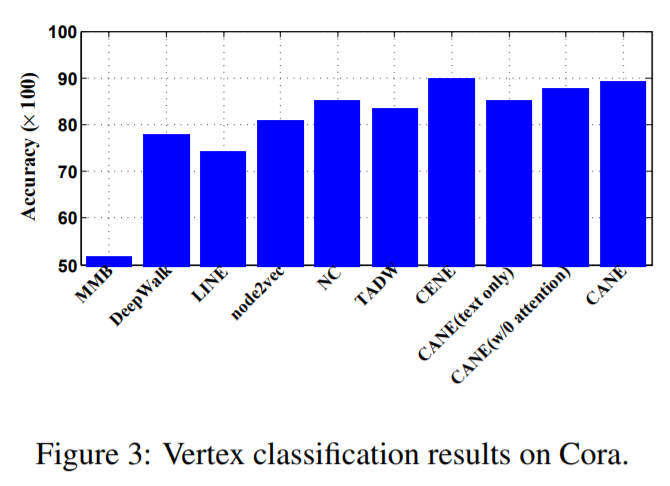 Accuracy (× 100)
100
90
80
70
60
50
MMB
DeepWalk
LINE
node2vec
NC
TADW
CENE
CANE(text only)
CANE(w/0 attention)
CANE
Figure 3: Vertex classification results on Cora.